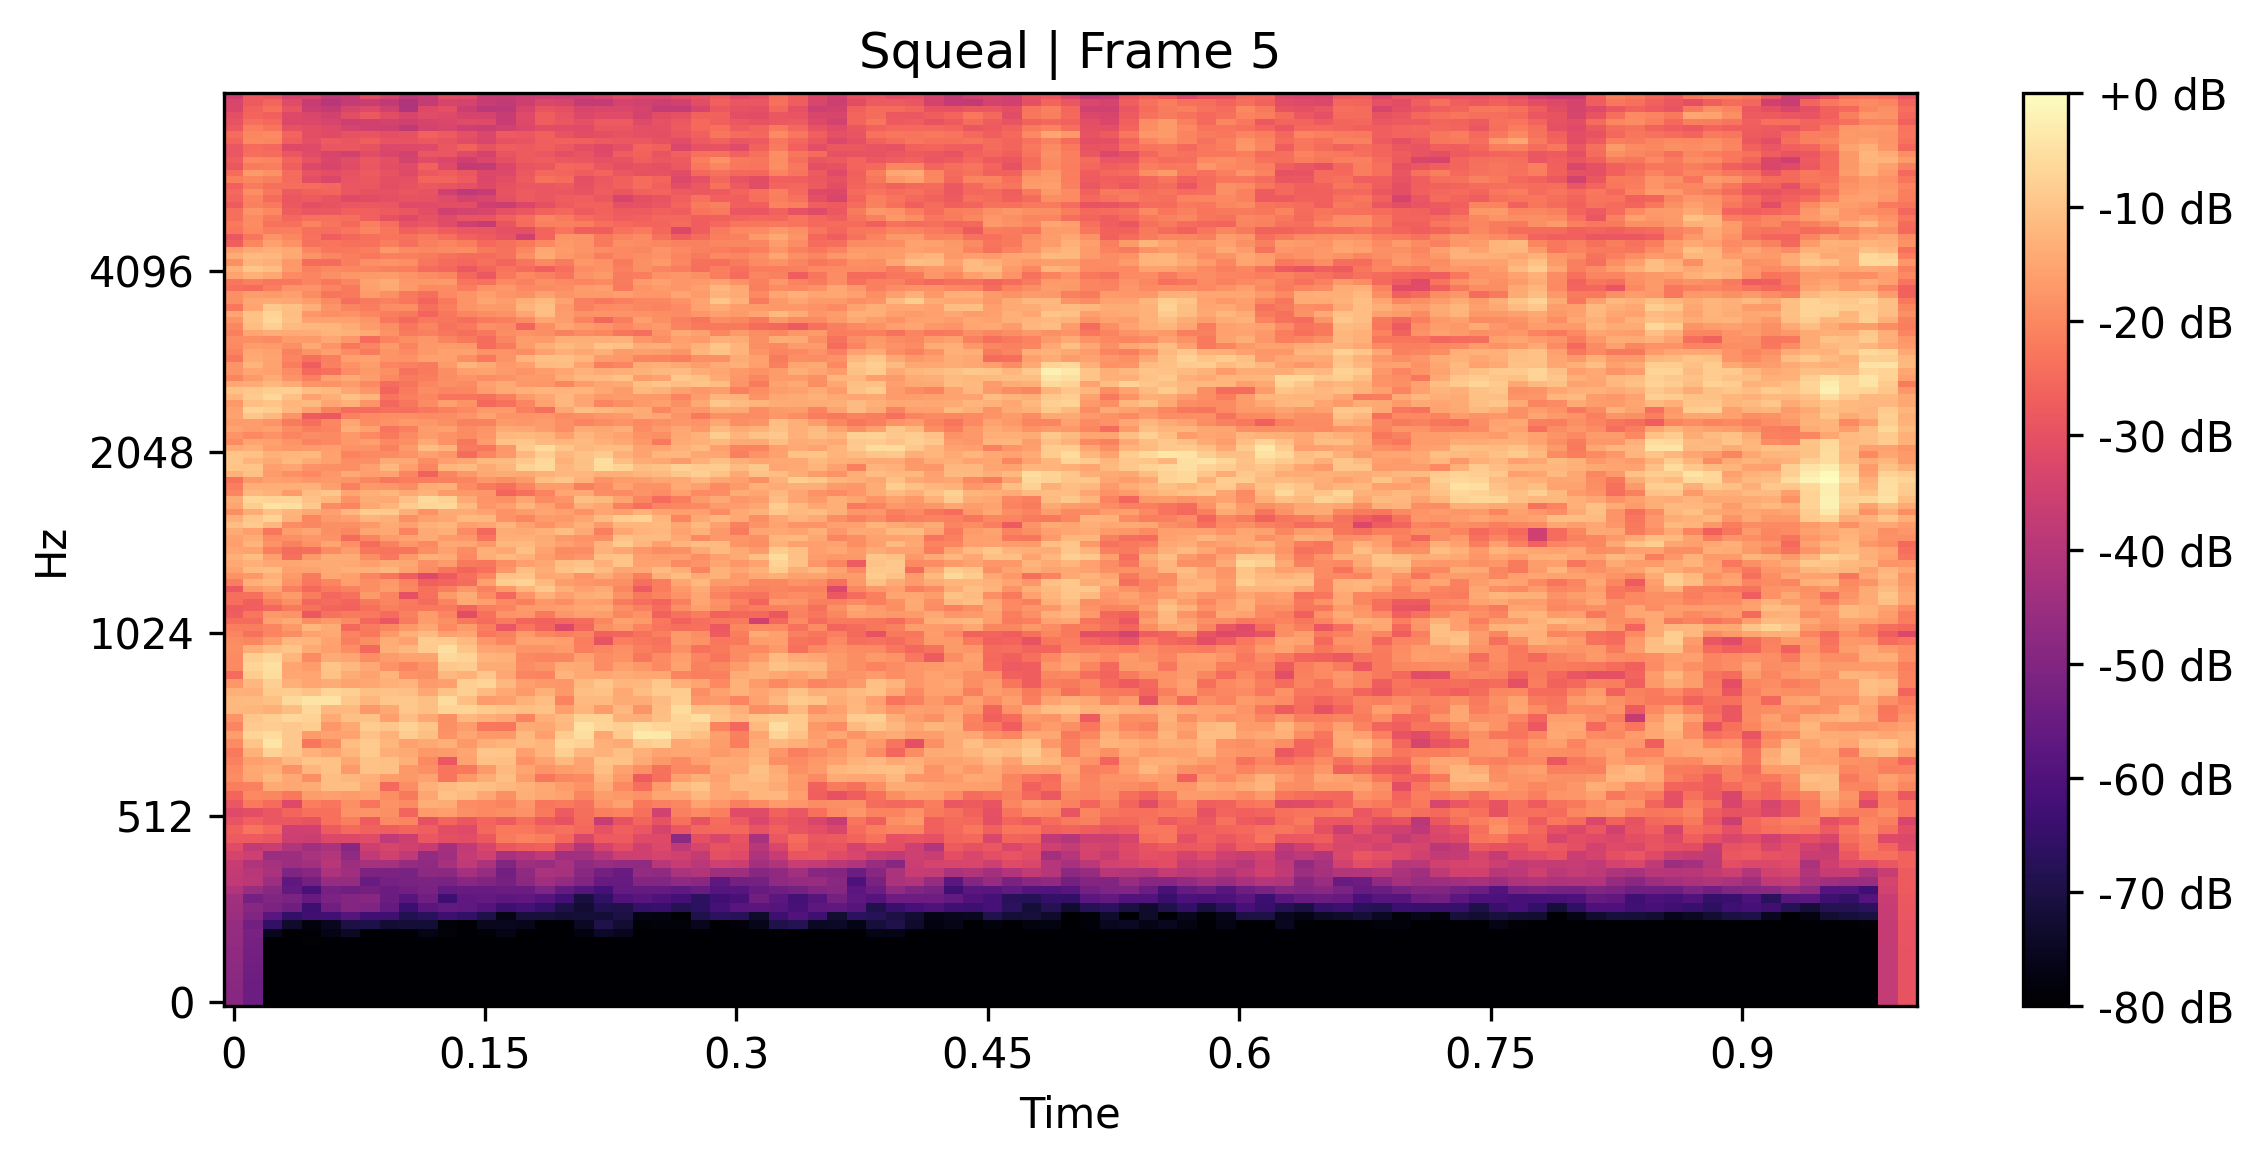 Squeal | Frame 5
+0 dB
-10 dB
-20 dB
-30 dB
-40 dB
-50 dB
-60 dB
-70 dB
-80 dB
4096
2048
1024
512
0
Hz
0 0.15 0.3 0.45 0.6 0.75 0.9
Time